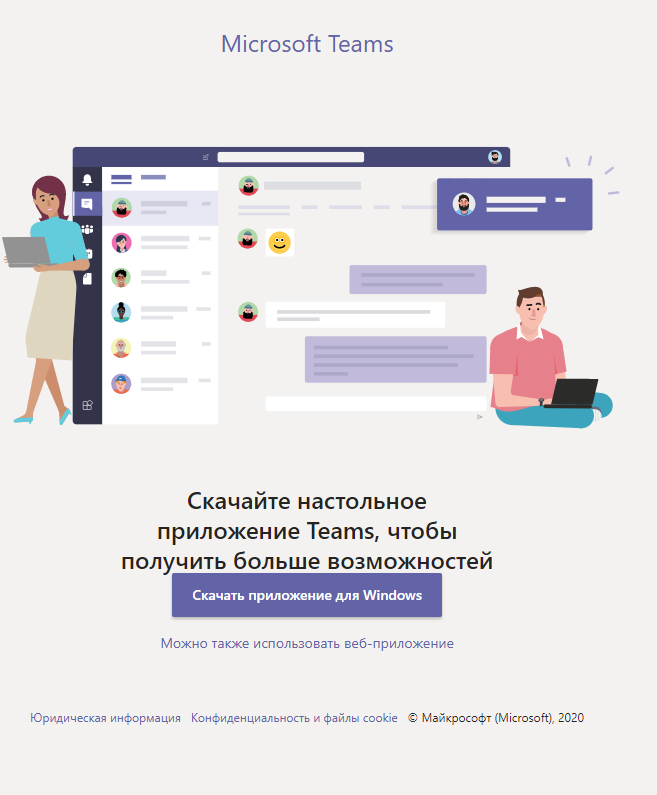 Microsoft Teams
Скачайте настольное
приложение Teams, чтобы
получить больше возможностей
Скачать приложение для Windows
Можно также использовать веб-приложение
Юридическая информация Конфиденциальность и файлы cookie © Майкрософт (Microsoft), 2020